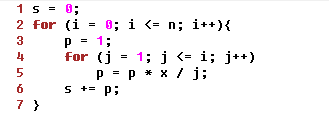 1 s = 0;
2 for (i = 0; i <= n; i++){
3     p = 1;
4     for (j = 1; j <= i; j++)
5         p = p * x / j;
6     s += p;
7 }